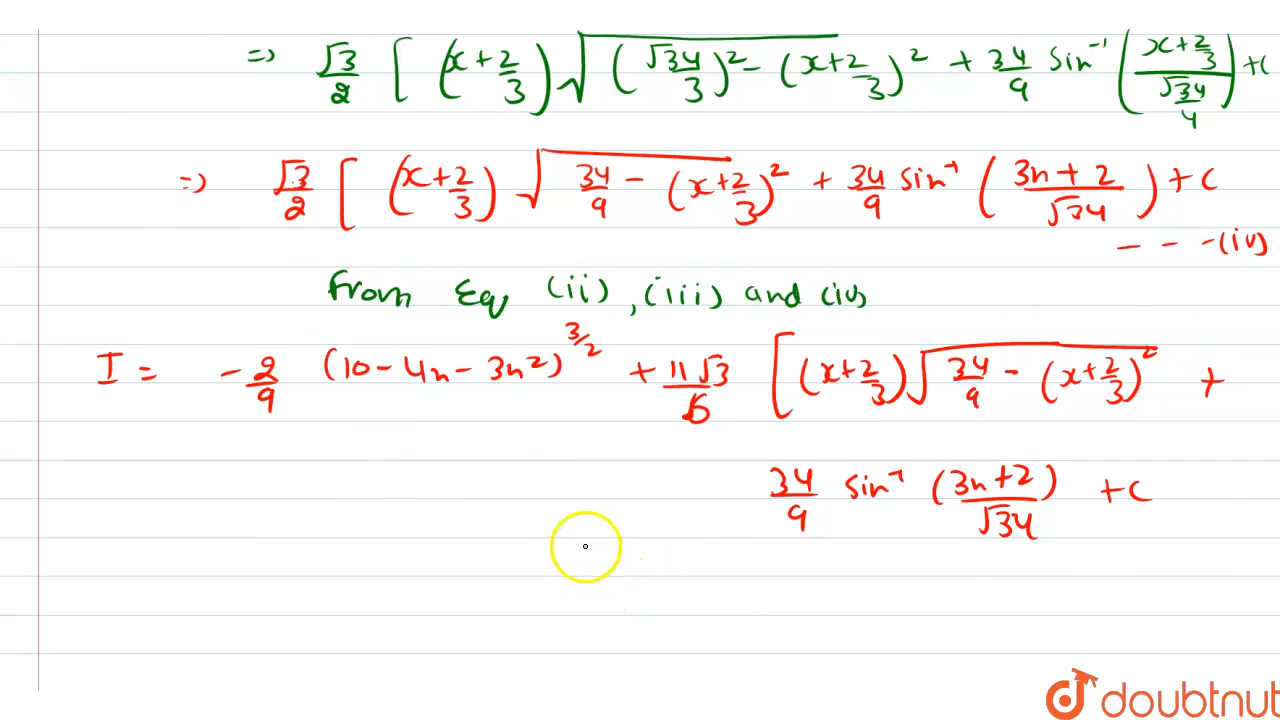 => √3/2 [ (x+2/3) √(√34/3)² - (x+2/3)² + 34/9 sin⁻¹ (x+2/3 / √34/4) +C
=> √3/2 [ (x+2/3) √34/9 - (x+2/3)² + 34/9 sin⁻¹ (3n+2/√34) +C
- - - (iv)
from Eq (ii), (iii) and (iv)
I = -2/9 (10-4n-3n²)^3/2 + 11√3/6 [ (x+2/3) √34/9 - (x+2/3)² +
34/9 sin⁻¹ (3n+2/√34) +C
doubtnut